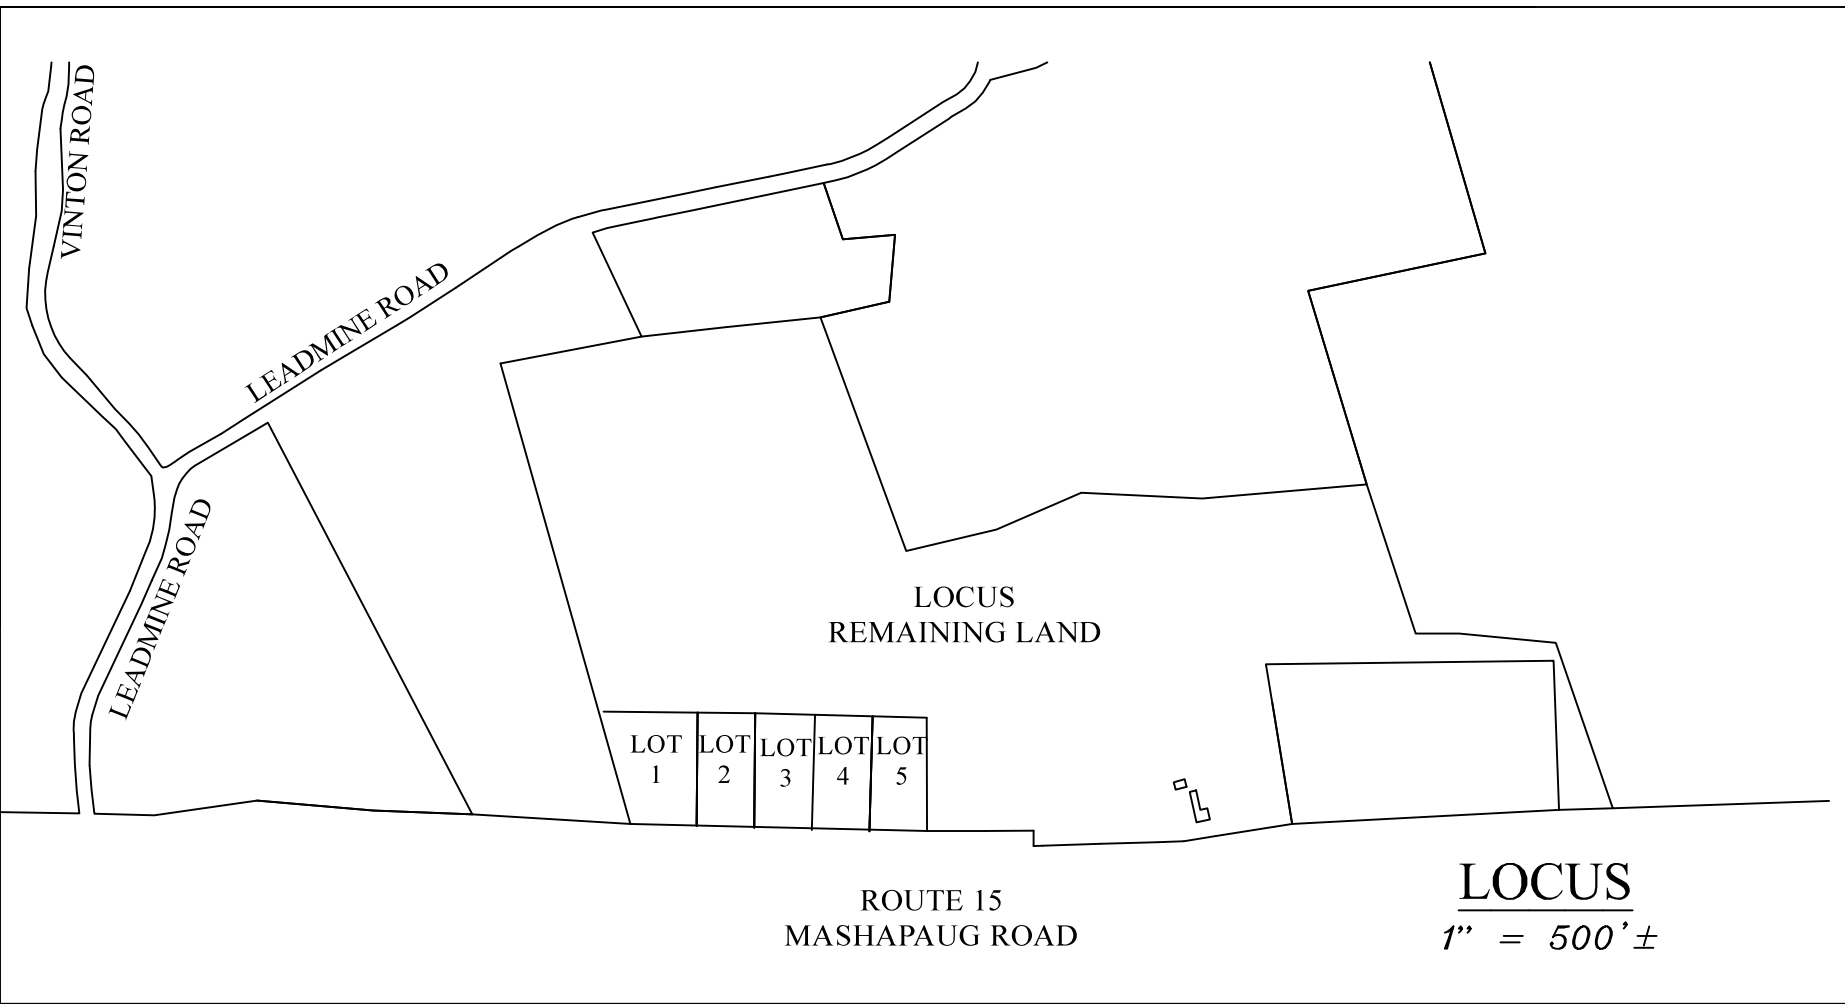 VINTON ROAD
LEADMINE ROAD
LEADMINE ROAD
LOCUS
REMAINING LAND
LOT
1
LOT
2
LOT
3
LOT
4
LOT
5
ROUTE 15
MASHAPAUG ROAD
LOCUS
1" = 500'±